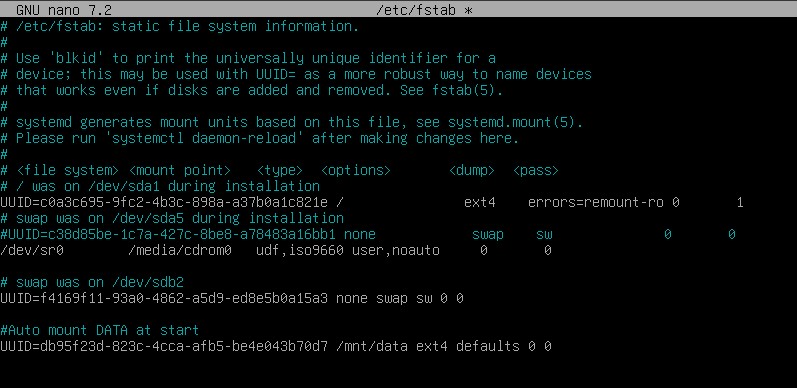 GNU nano 7.2 /etc/fstab *
# /etc/fstab: static file system information.
#
# Use 'blkid' to print the universally unique identifier for a
# device; this may be used with UUID= as a more robust way to name devices
# that works even if disks are added and removed. See fstab(5).
#
# systemd generates mount units based on this file, see systemd.mount(5).
# Please run 'systemctl daemon-reload' after making changes here.
#
# <file system> <mount point>   <type>  <options>       <dump>  <pass>
# / was on /dev/sda1 during installation
UUID=c0a3c695-9fc2-4b3c-898a-a37b0a1c821e /               ext4    errors=remount-ro 0       1
# swap was on /dev/sda5 during installation
#UUID=c38d85be-1c7a-427c-8be8-a78483a16bb1 none            swap    sw              0       0
/dev/sr0        /media/cdrom0   udf,iso9660 user,noauto     0       0
# swap was on /dev/sdb2
UUID=f4169f11-93a0-4862-a5d9-ed8e5b0a15a3 none swap sw 0 0
#Auto mount DATA at start
UUID=db95f23d-823c-4cca-afb5-be4e043b70d7 /mnt/data ext4 defaults 0 0